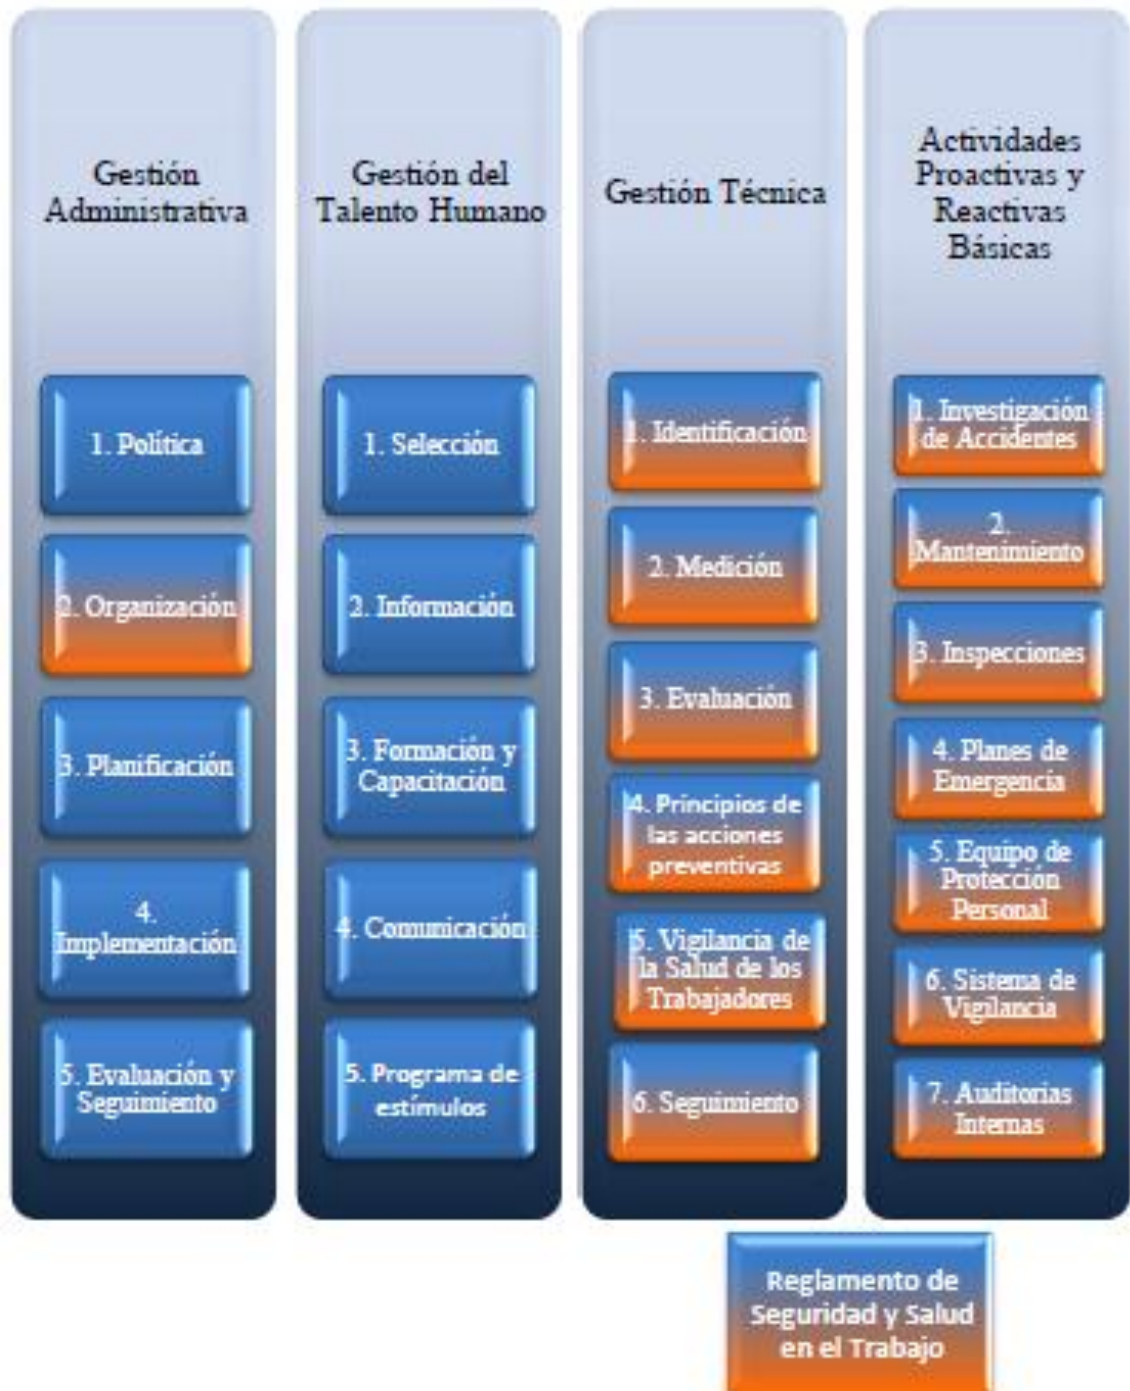 Gestión
Administrativa
1. Política
2. Organización
3. Planificación
4.
Implementación
5. Evaluación y
Seguimiento
Gestión del
Talento Humano
1. Selección
2. Información
3. Formación y
Capacitación
4. Comunicación
5. Programa de
estímulos
Gestión Técnica
1. Identificación
2. Medición
3. Evaluación
4. Principios de
las acciones
preventivas
5. Vigilancia de
la Salud de los
Trabajadores
6. Seguimiento
Actividades
Proactivas y
Reactivas
Básicas
1. Investigación
de Accidentes
2.
Mantenimiento
3. Inspecciones
4. Planes de
Emergencia
5. Equipo de
Protección
Personal
6. Sistema de
Vigilancia
7. Auditorias
Internas
Reglamento de
Seguridad y Salud
en el Trabajo